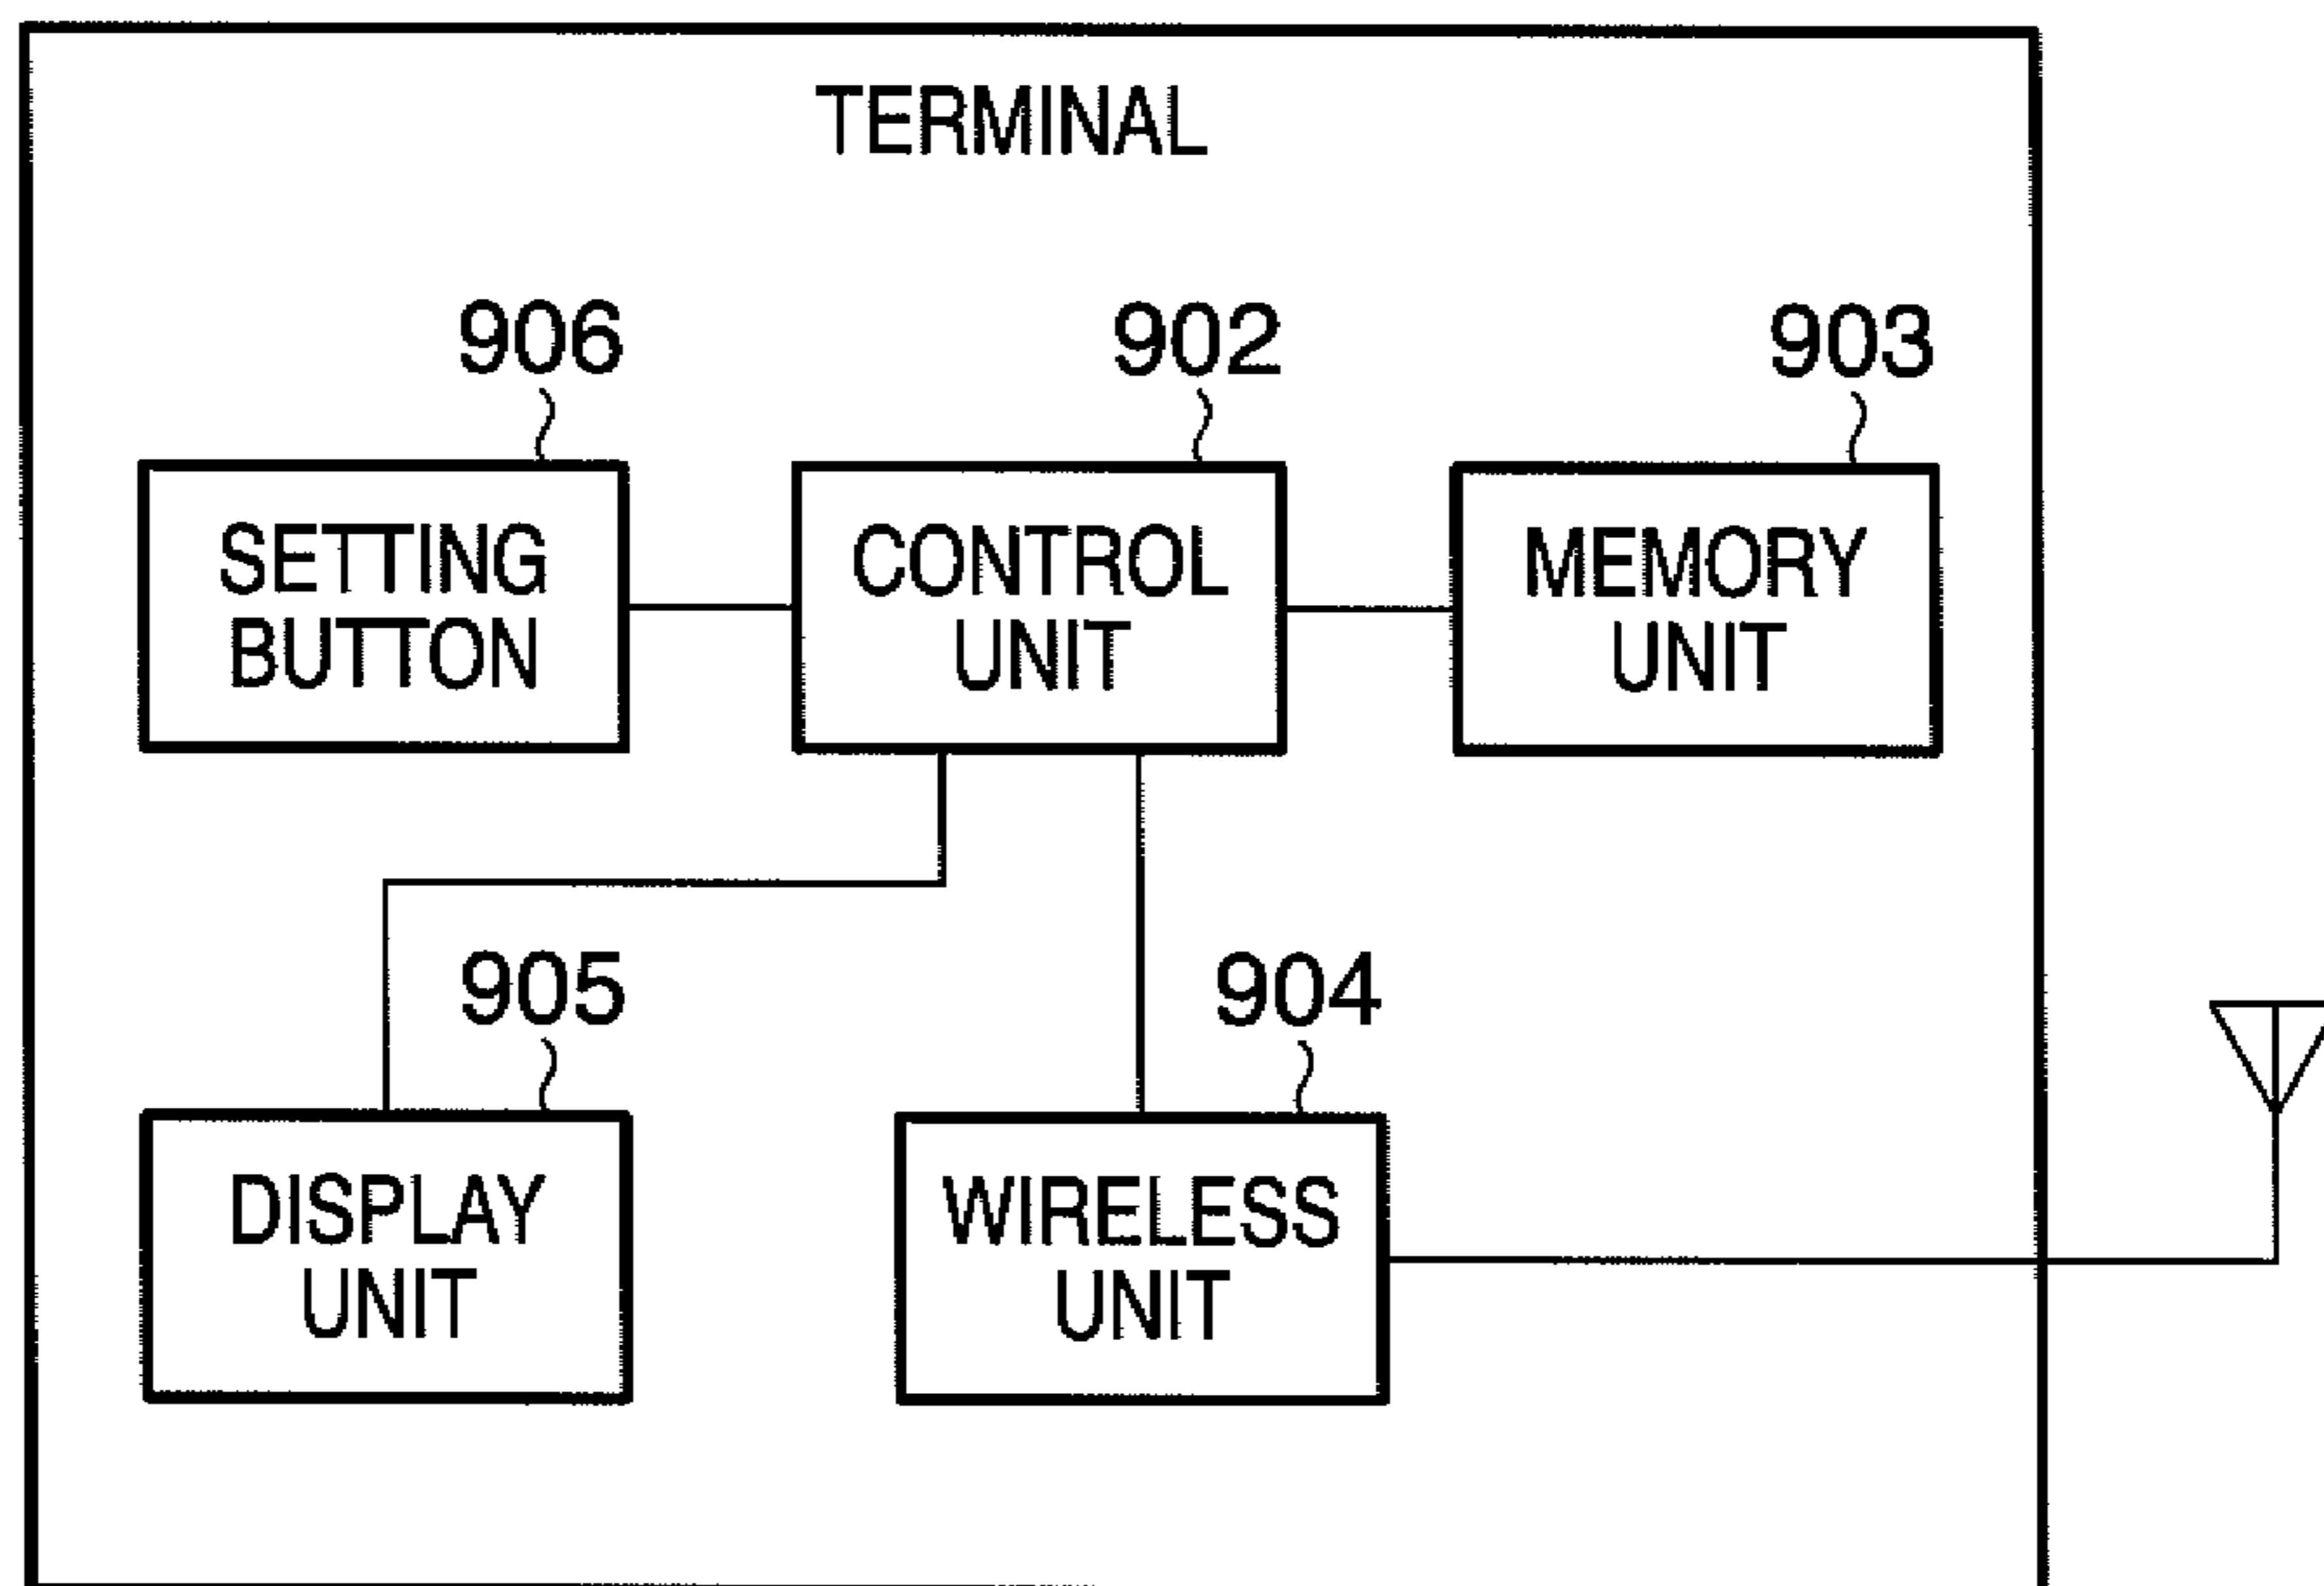 TERMINAL
906
902
903
SETTING
BUTTON
CONTROL
UNIT
MEMORY
UNIT
905
904
DISPLAY
UNIT
WIRELESS
UNIT